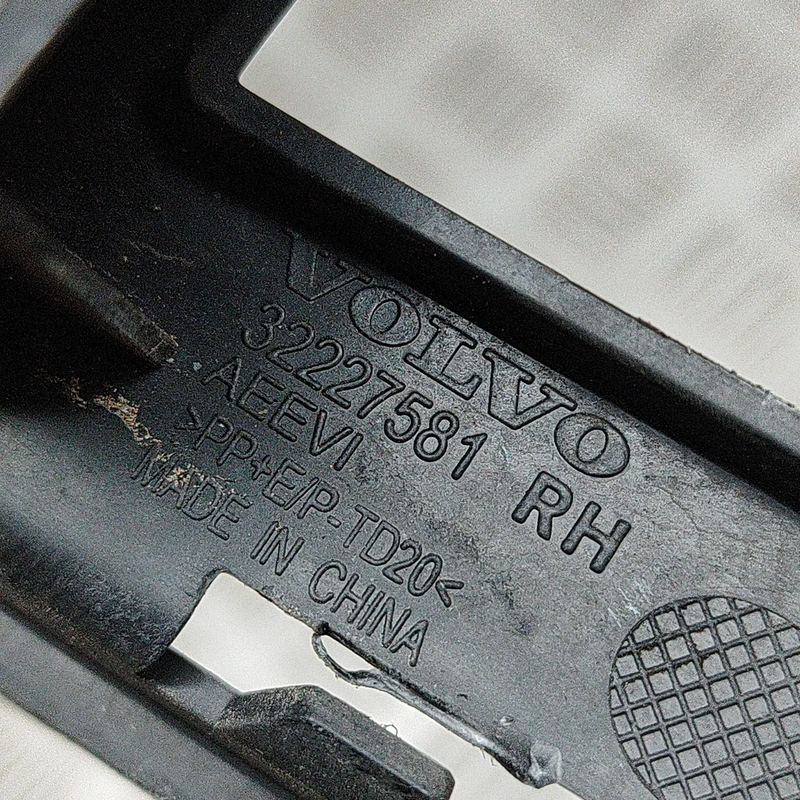 VOLVO
32227581 RH
AEEVI
>PP+E/P-TD20<
MADE IN CHINA